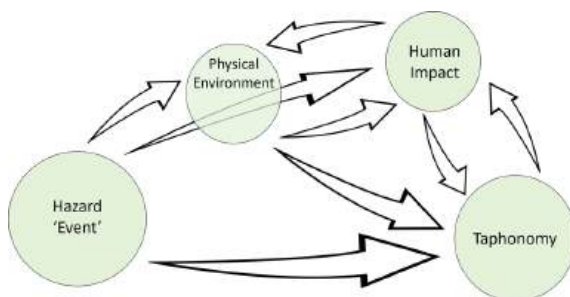 Physical
Environment
Human
Impact
Hazard
‘Event’
Taphonomy